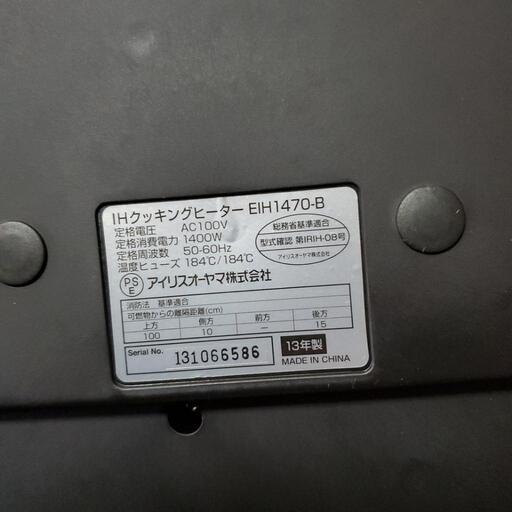 IHクッキングヒーター EIH1470-B
定格電圧 AC100V
定格消費電力 1400W
定格周波数 50-60Hz
温度ヒューズ 184℃/184℃
総務省基準適合
型式確認 第IRIH-08号
アイリスオーヤマ株式会社
PSE アイリスオーヤマ株式会社
消防法 基準適合
可燃物からの離隔距離(cm)
上方 側方 前方 後方
100 10 — 15
Serial No. 131066586
13年製
MADE IN CHINA